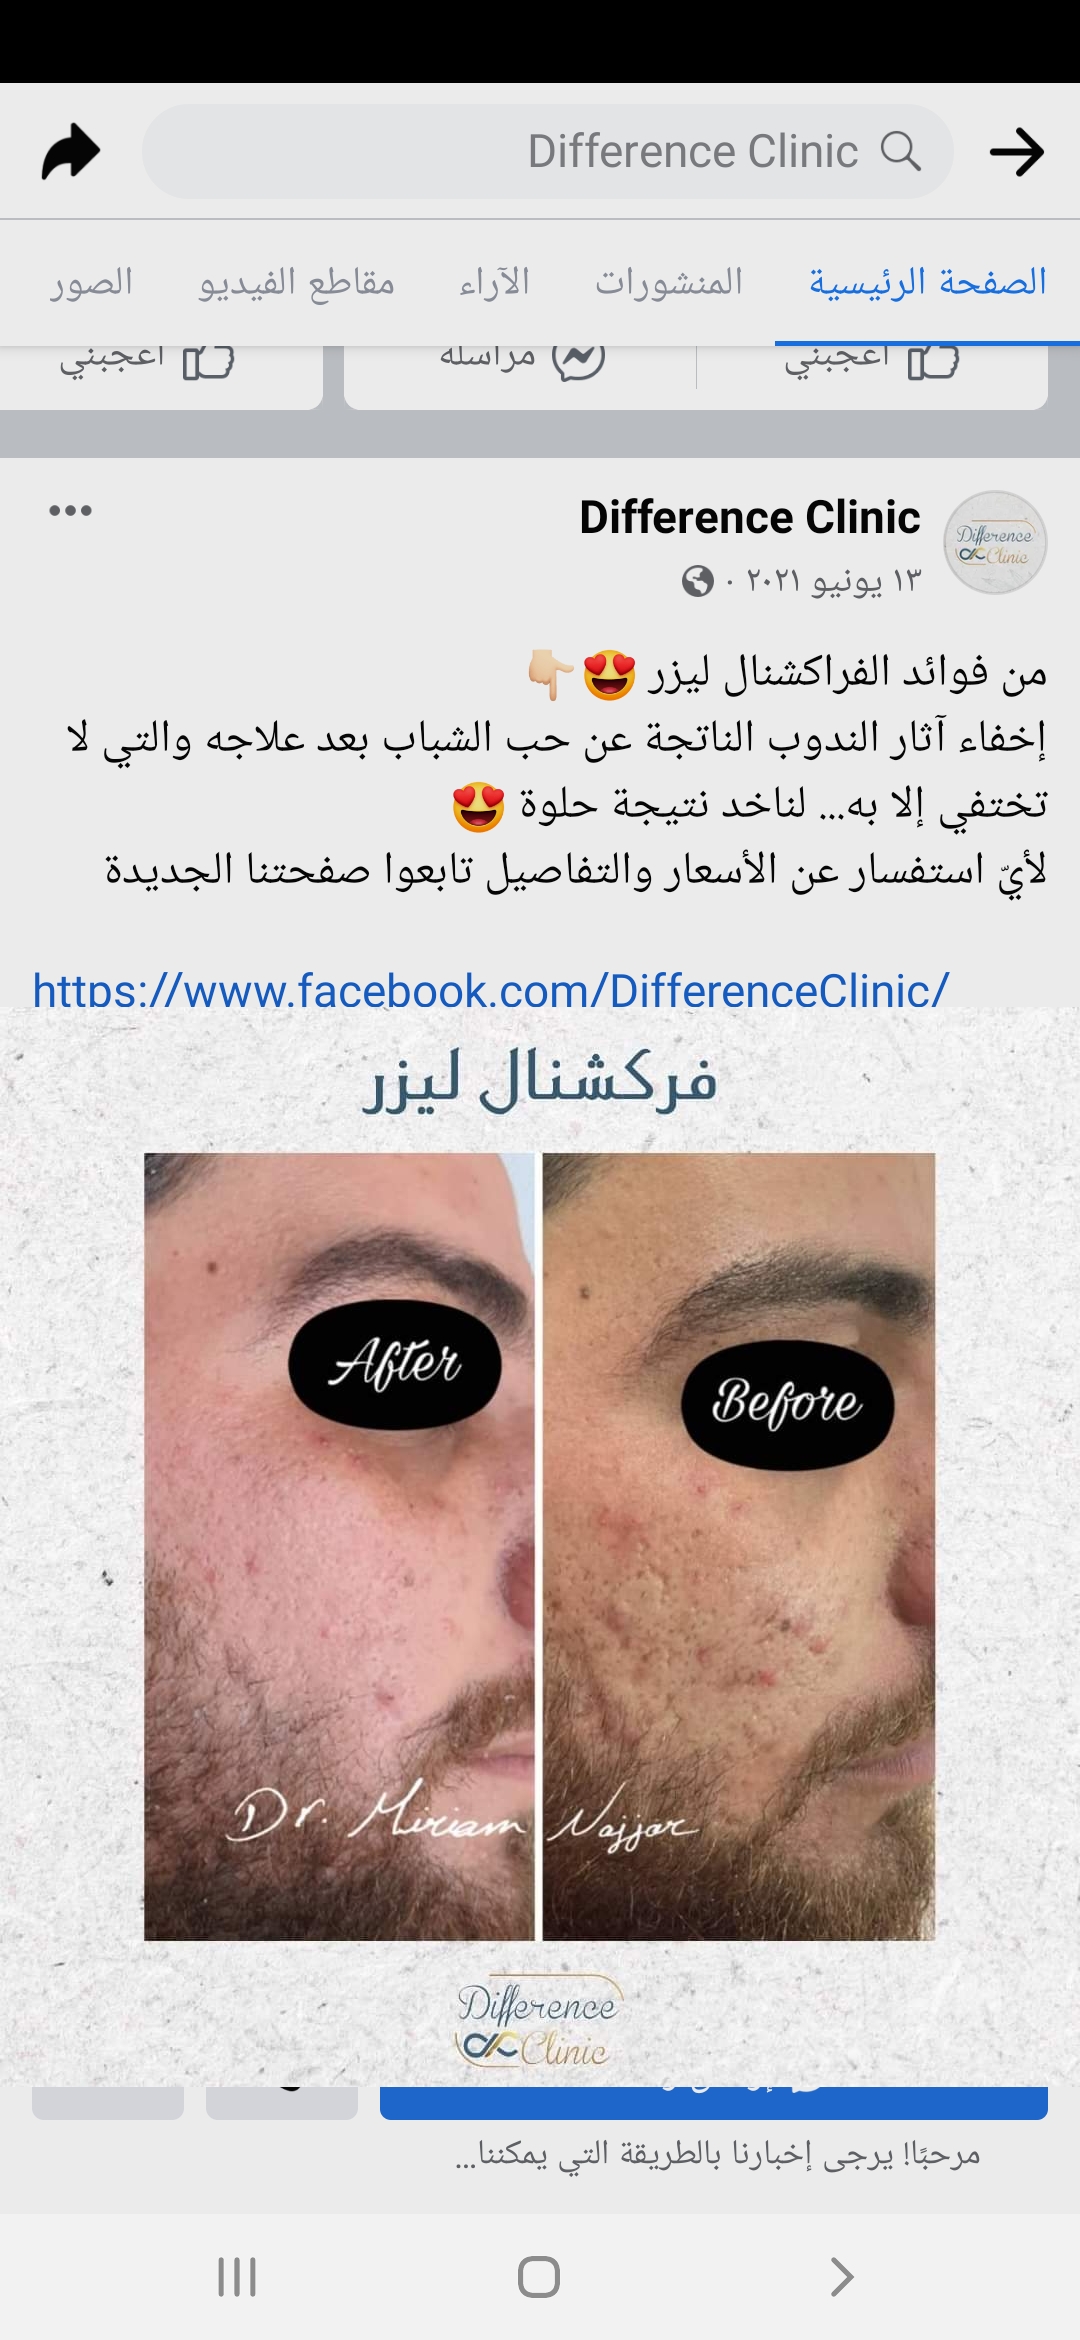 Difference Clinic
الصفحة الرئيسية
المنشورات
الآراء
مقاطع الفيديو
الصور
أعجبني
مراسلة
أعجبني
Difference Clinic
Difference Clinic
١٣ يونيو ٢٠٢١ ·
من فوائد الفراكشنال ليزر 😍👇🏻
إخفاء آثار الندوب الناتجة عن حب الشباب بعد علاجه والتي لا
تختفي إلا به... لناخد نتيجة حلوة 😍
لأيّ استفسار عن الأسعار والتفاصيل تابعوا صفحتنا الجديدة
https://www.facebook.com/DifferenceClinic/
فركشنال ليزر
After
Before
Dr. Miriam Najjar
Difference
Clinic
مرحبًا! يرجى إخبارنا بالطريقة التي يمكننا...